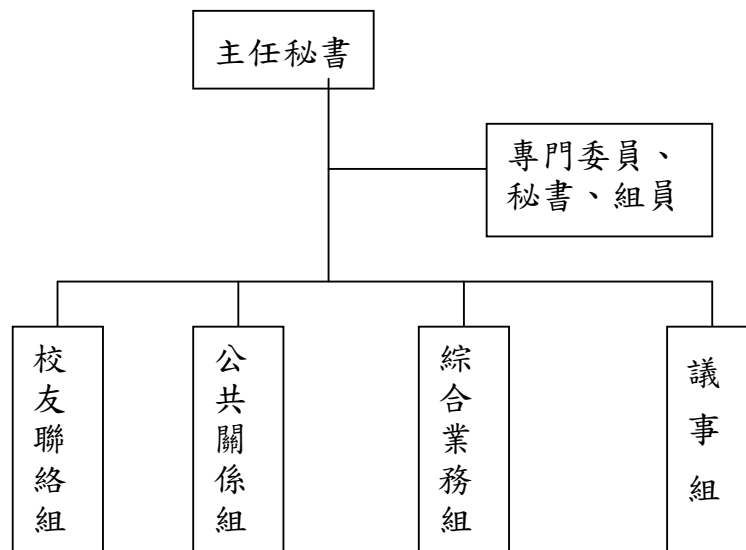 主任秘書
專門委員、
秘書、組員
校友聯絡組
公共關係組
綜合業務組
議事組